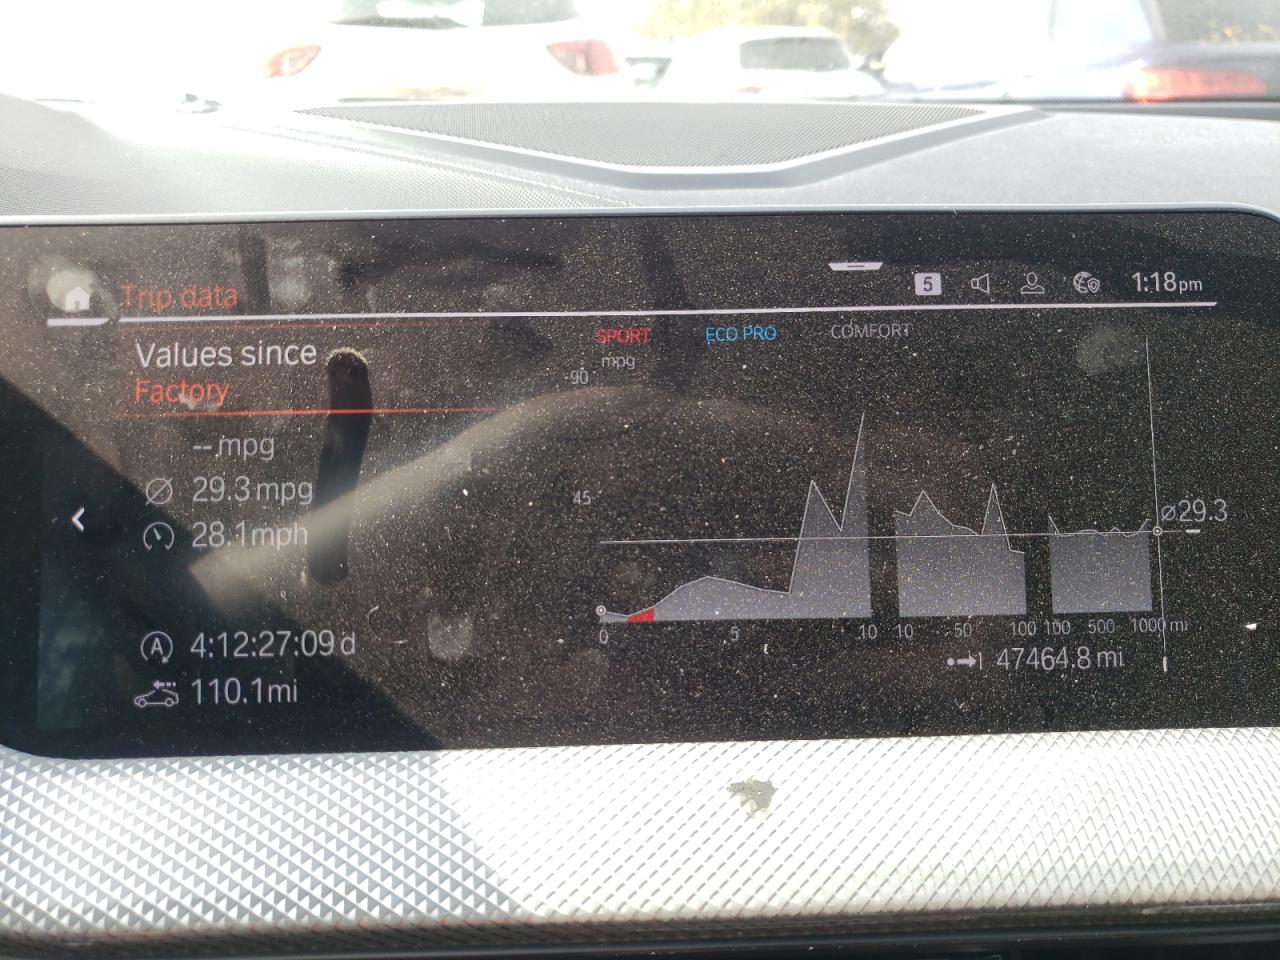 Trip data
5
1:18pm
Values since
Factory
-- mpg
29.3 mpg
28.1 mph
A 4:12:27:09 d
110.1 mi
SPORT ECO PRO COMFORT
mpg
90
45
ø29.3
0 5 10 10 50 100 100 500 1000 mi
47464.8 mi